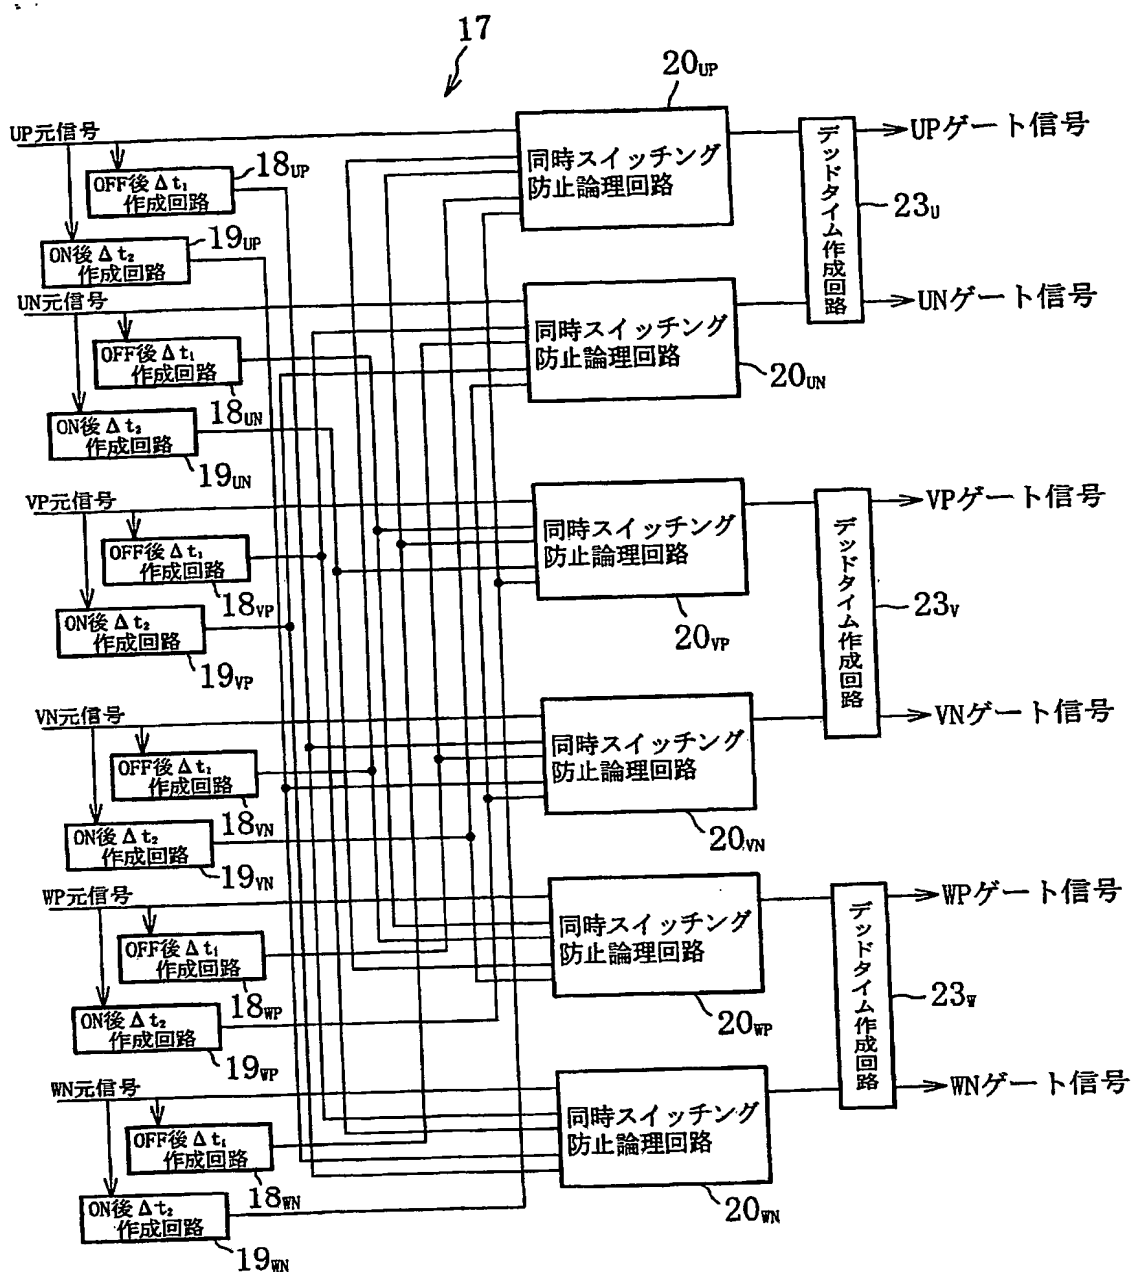 17
UP元信号
OFF後Δt₁
作成回路
18UP
ON後Δt₂
作成回路
19UP
同時スイッチング
防止論理回路
20UP
デッドタイム作成回路
23U
UPゲート信号
UN元信号
OFF後Δt₁
作成回路
18UN
ON後Δt₂
作成回路
19UN
同時スイッチング
防止論理回路
20UN
UNゲート信号
VP元信号
OFF後Δt₁
作成回路
18VP
ON後Δt₂
作成回路
19VP
同時スイッチング
防止論理回路
20VP
デッドタイム作成回路
23V
VPゲート信号
VN元信号
OFF後Δt₁
作成回路
18VN
ON後Δt₂
作成回路
19VN
同時スイッチング
防止論理回路
20VN
VNゲート信号
WP元信号
OFF後Δt₁
作成回路
18WP
ON後Δt₂
作成回路
19WP
同時スイッチング
防止論理回路
20WP
デッドタイム作成回路
23W
WPゲート信号
WN元信号
OFF後Δt₁
作成回路
18WN
ON後Δt₂
作成回路
19WN
同時スイッチング
防止論理回路
20WN
WNゲート信号